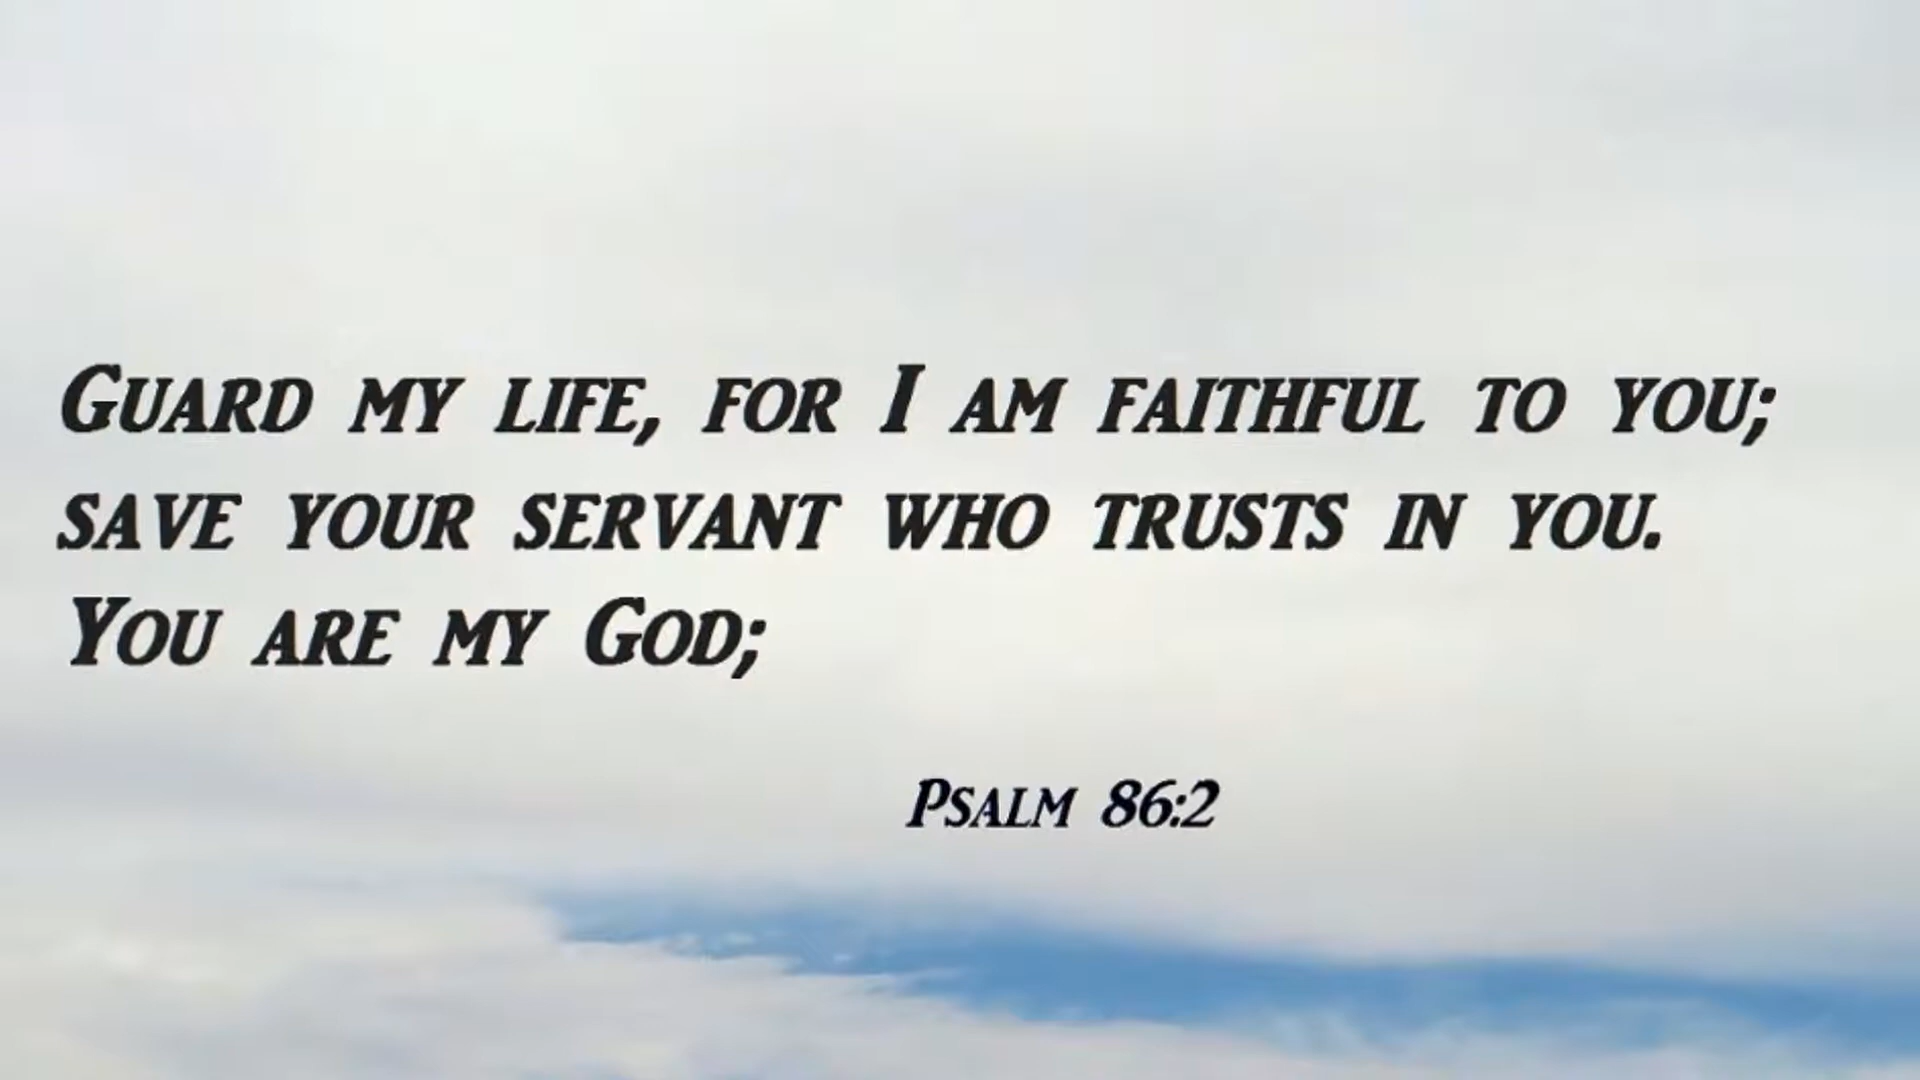 Guard my life, for I am faithful to you;
save your servant who trusts in you.
You are my God;
Psalm 86:2